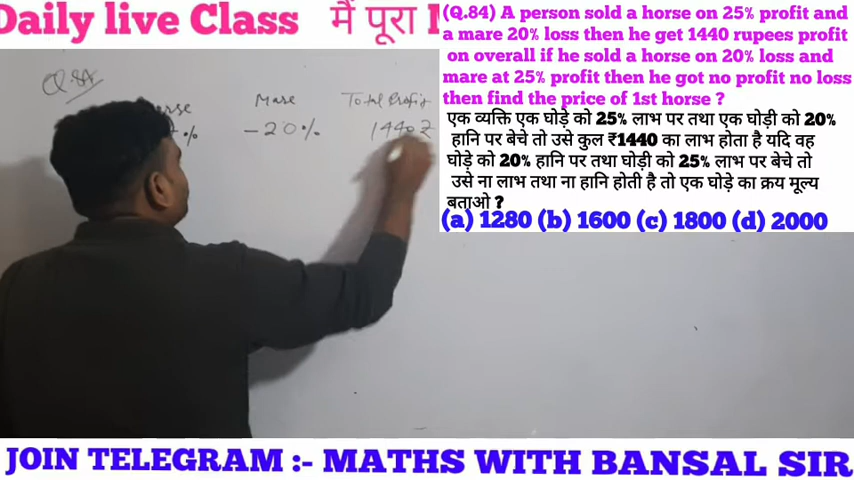 Daily live Class में पूरा
(Q.84) A person sold a horse on 25% profit and
a mare 20% loss then he get 1440 rupees profit
on overall if he sold a horse on 20% loss and
mare at 25% profit then he got no profit no loss
then find the price of 1st horse ?
एक व्यक्ति एक घोड़े को 25% लाभ पर तथा एक घोड़ी को 20%
हानि पर बेचे तो उसे कुल ₹1440 का लाभ होता है यदि वह
घोड़े को 20% हानि पर तथा घोड़ी को 25% लाभ पर बेचे तो
उसे ना लाभ तथा ना हानि होती है तो एक घोड़े का क्रय मूल्य
बताओ ?
(a) 1280 (b) 1600 (c) 1800 (d) 2000
Q.84
Mare Total Profit
% -20% 1440₹
JOIN TELEGRAM :- MATHS WITH BANSAL SIR